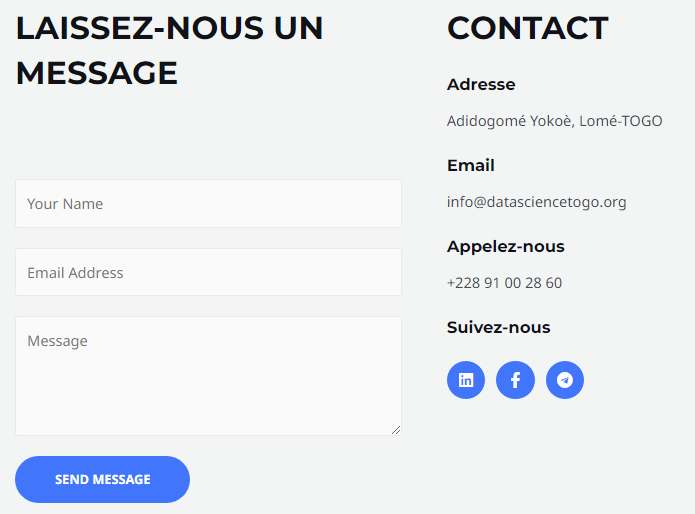 LAISSEZ-NOUS UN
MESSAGE
Your Name
Email Address
Message
SEND MESSAGE
CONTACT
Adresse
Adidogomé Yokoè, Lomé-TOGO
Email
info@datasciencetogo.org
Appelez-nous
+228 91 00 28 60
Suivez-nous